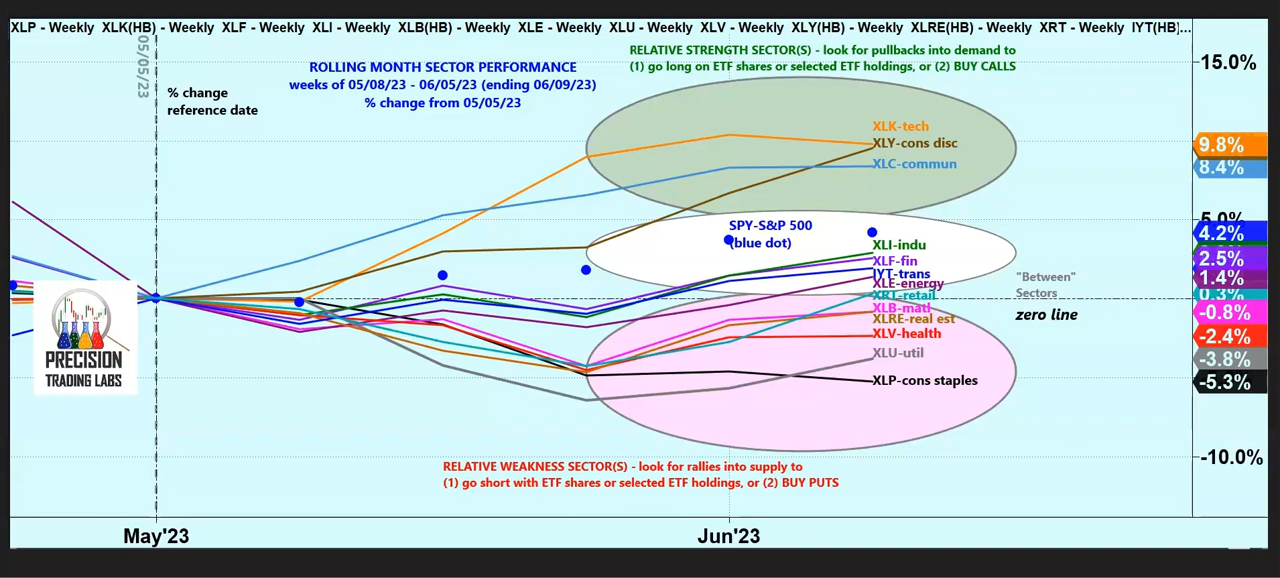 XLP - Weekly XLK(HB) - Weekly XLF - Weekly XLI - Weekly XLB(HB) - Weekly XLE - Weekly XLU - Weekly XLV - Weekly XLY(HB) - Weekly XLRE(HB) - Weekly XRT - Weekly IYT(HB)...
05/05/23
ROLLING MONTH SECTOR PERFORMANCE
weeks of 05/08/23 - 06/05/23 (ending 06/09/23)
% change from 05/05/23
% change
reference date
RELATIVE STRENGTH SECTOR(S) - look for pullbacks into demand to
(1) go long on ETF shares or selected ETF holdings, or (2) BUY CALLS
15.0%
XLK-tech
XLY-cons disc
XLC-commun
9.8%
8.4%
5.0%
SPY-S&P 500
(blue dot)
4.2%
XLI-indu
XLF-fin
2.5%
IYT-trans
XLE-energy
1.4%
XRT-retail
0.3%
"Between"
Sectors
zero line
XLB-matl
-0.8%
XLRE-real est
XLV-health
-2.4%
XLU-util
-3.8%
XLP-cons staples
-5.3%
PRECISION
TRADING LABS
-10.0%
RELATIVE WEAKNESS SECTOR(S) - look for rallies into supply to
(1) go short with ETF shares or selected ETF holdings, or (2) BUY PUTS
May'23
Jun'23